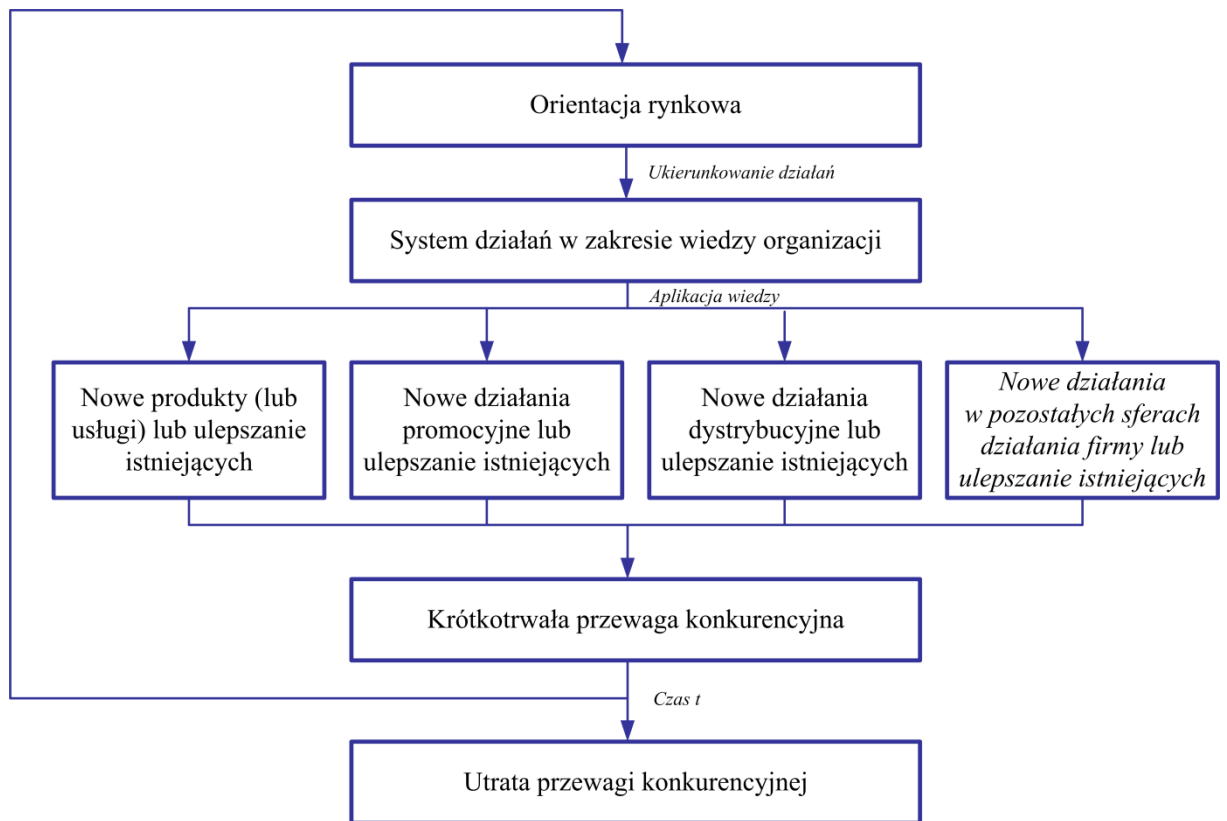 Orientacja rynkowa
Ukierunkowanie działań
System działań w zakresie wiedzy organizacji
Aplikacja wiedzy
Nowe produkty (lub
usługi) lub ulepszanie
istniejących
Nowe działania
promocyjne lub
ulepszanie istniejących
Nowe działania
dystrybucyjne lub
ulepszanie istniejących
Nowe działania
w pozostałych sferach
działania firmy lub
ulepszanie istniejących
Krótkotrwała przewaga konkurencyjna
Czas t
Utrata przewagi konkurencyjnej